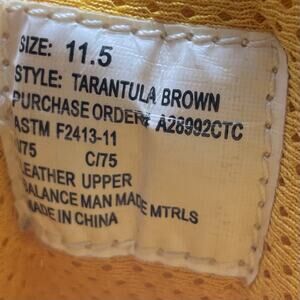 SIZE: 11.5
STYLE: TARANTULA BROWN
PURCHASE ORDER# A28992CTC
ASTM F2413-11
I/75 C/75
LEATHER UPPER
BALANCE MAN MADE MTRLS
MADE IN CHINA